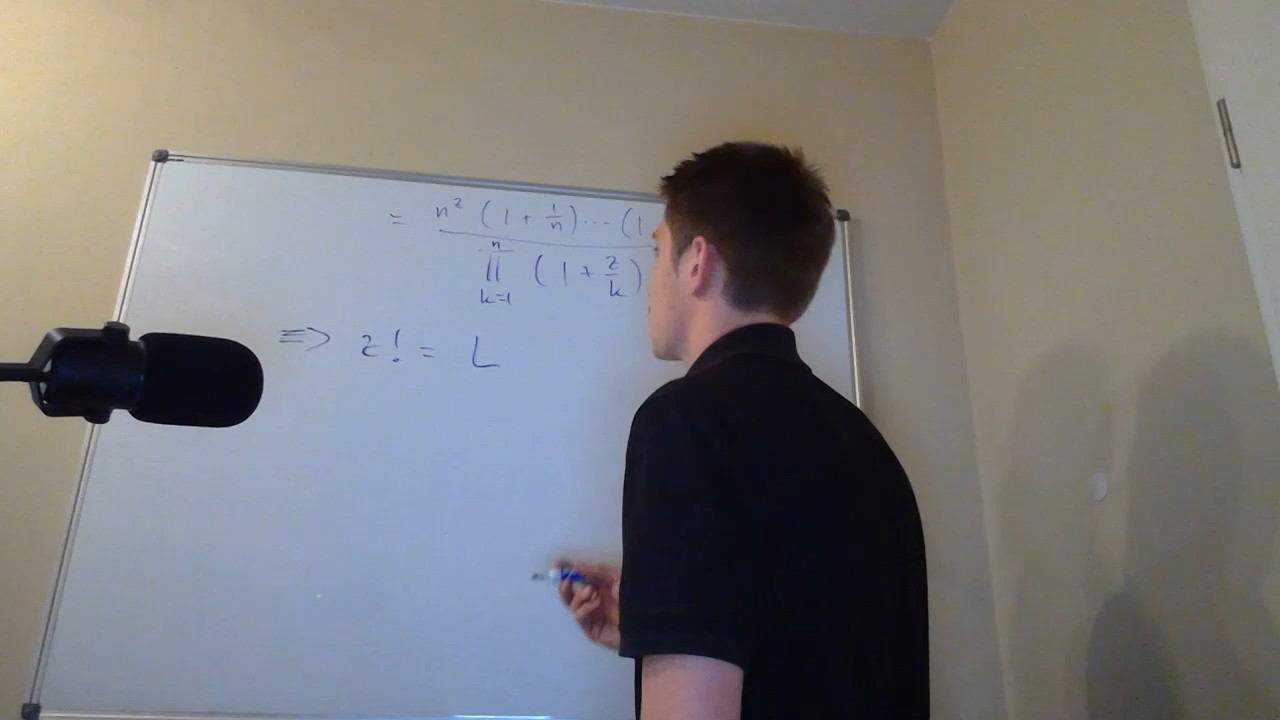 = n^z (1 + 1/n) ... (1
n ∏ k=1 (1 + z/k)
=> z! = L